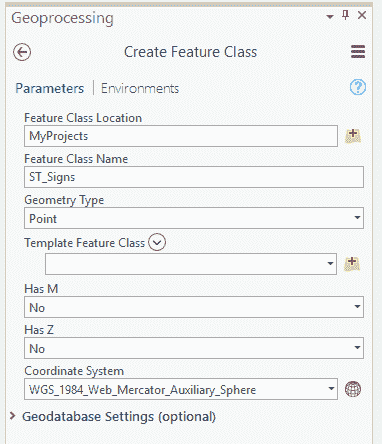 Geoprocessing
Create Feature Class
Parameters | Environments
Feature Class Location
MyProjects
Feature Class Name
ST_Signs
Geometry Type
Point
Template Feature Class
Has M
No
Has Z
No
Coordinate System
WGS_1984_Web_Mercator_Auxiliary_Sphere
Geodatabase Settings (optional)